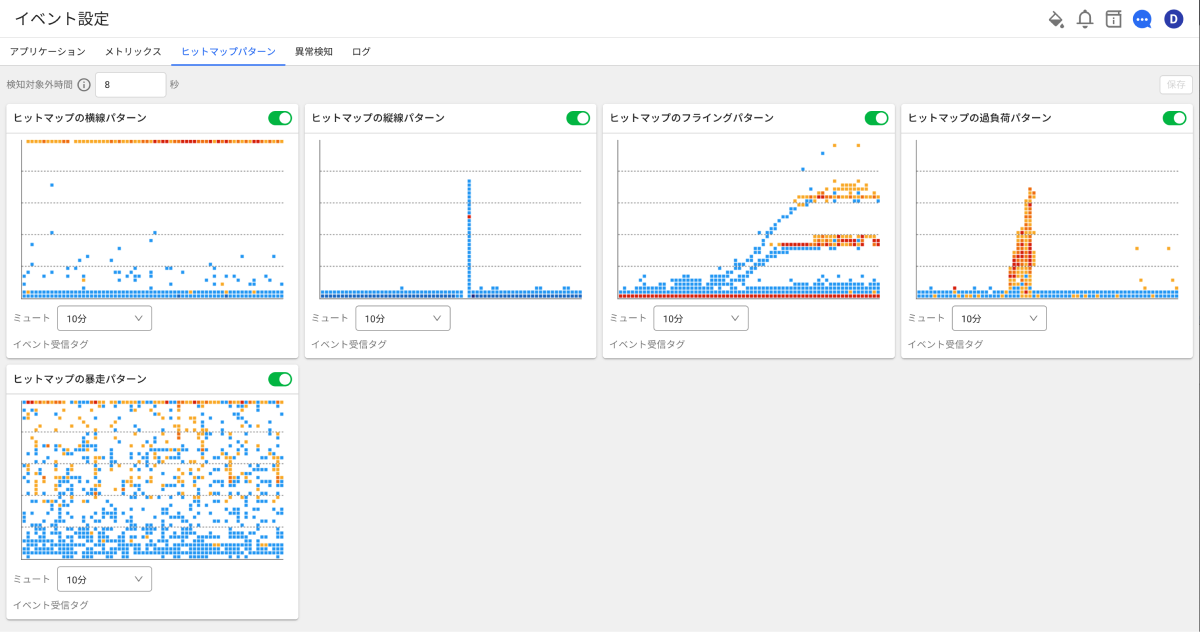 イベント設定
D
アプリケーション メトリックス ヒットマップパターン 異常検知 ログ
検知対象外時間 8 秒 保存
ヒットマップの横線パターン
ミュート 10分
イベント受信タグ
ヒットマップの縦線パターン
ミュート 10分
イベント受信タグ
ヒットマップのフライングパターン
ミュート 10分
イベント受信タグ
ヒットマップの過負荷パターン
ミュート 10分
イベント受信タグ
ヒットマップの暴走パターン
ミュート 10分
イベント受信タグ